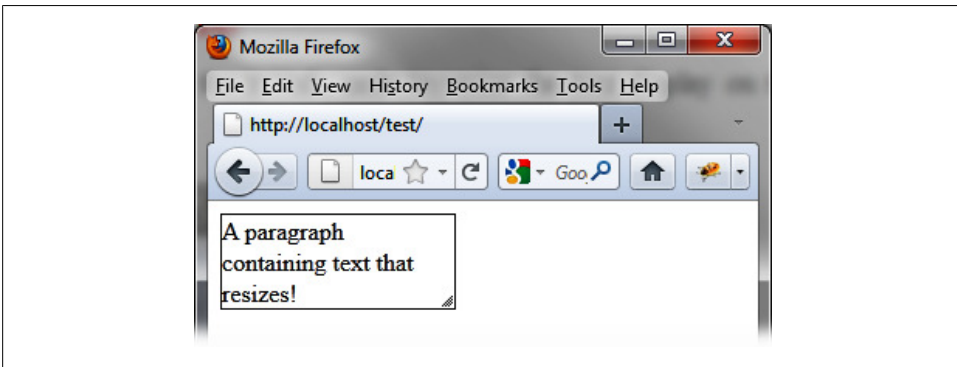 Mozilla Firefox
File Edit View History Bookmarks Tools Help
http://localhost/test/
loca
Goo
A paragraph
containing text that
resizes!